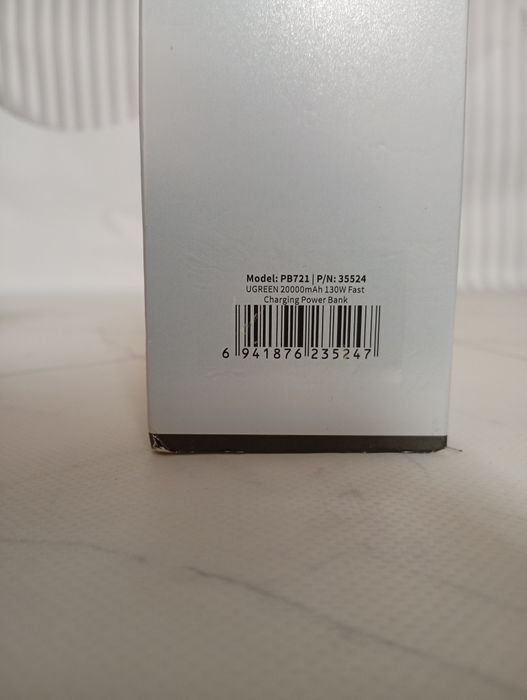 Model: PB721 | P/N: 35524
UGREEN 20000mAh 130W Fast
Charging Power Bank
6 941876 235247